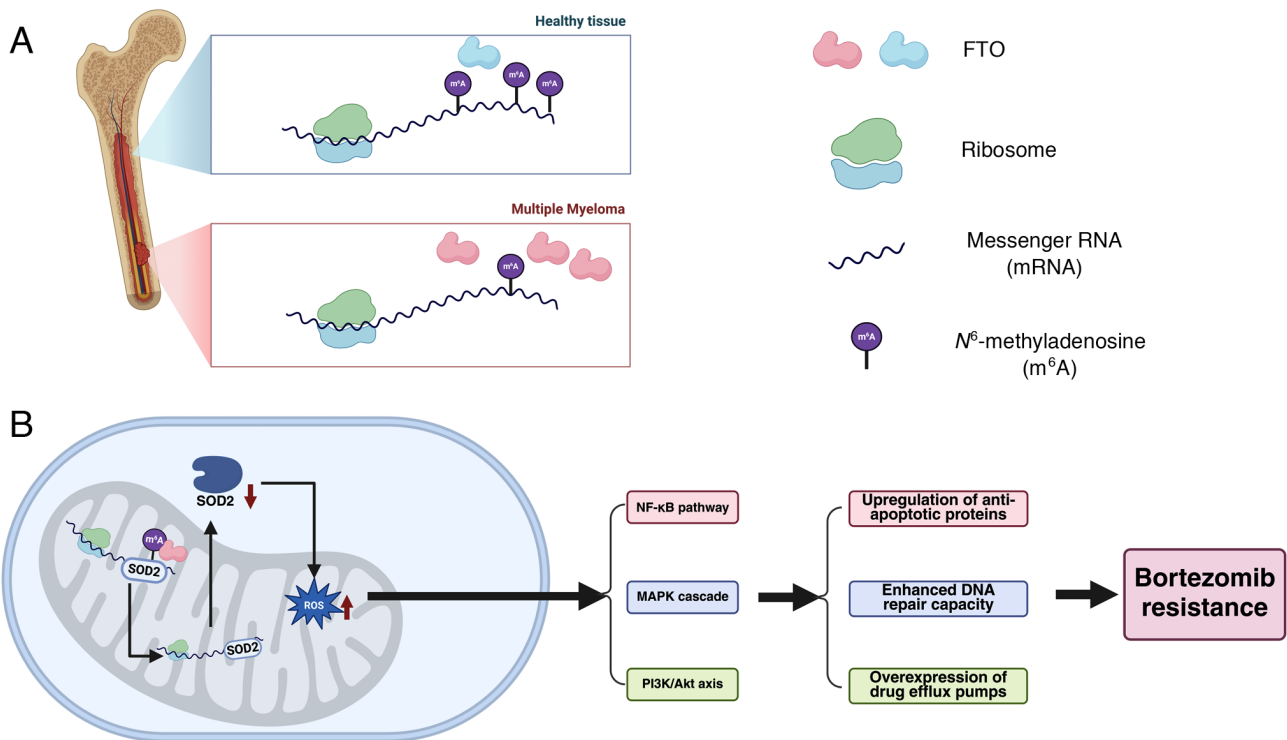 A
Healthy tissue
m⁶A
m⁶A
m⁶A
Multiple Myeloma
m⁶A
FTO
Ribosome
Messenger RNA
(mRNA)
m⁶A
N⁶-methyladenosine
(m⁶A)
B
SOD2
m⁶A
SOD2
SOD2
ROS
NF-κB pathway
MAPK cascade
PI3K/Akt axis
Upregulation of anti-
apoptotic proteins
Enhanced DNA
repair capacity
Overexpression of
drug efflux pumps
Bortezomib
resistance